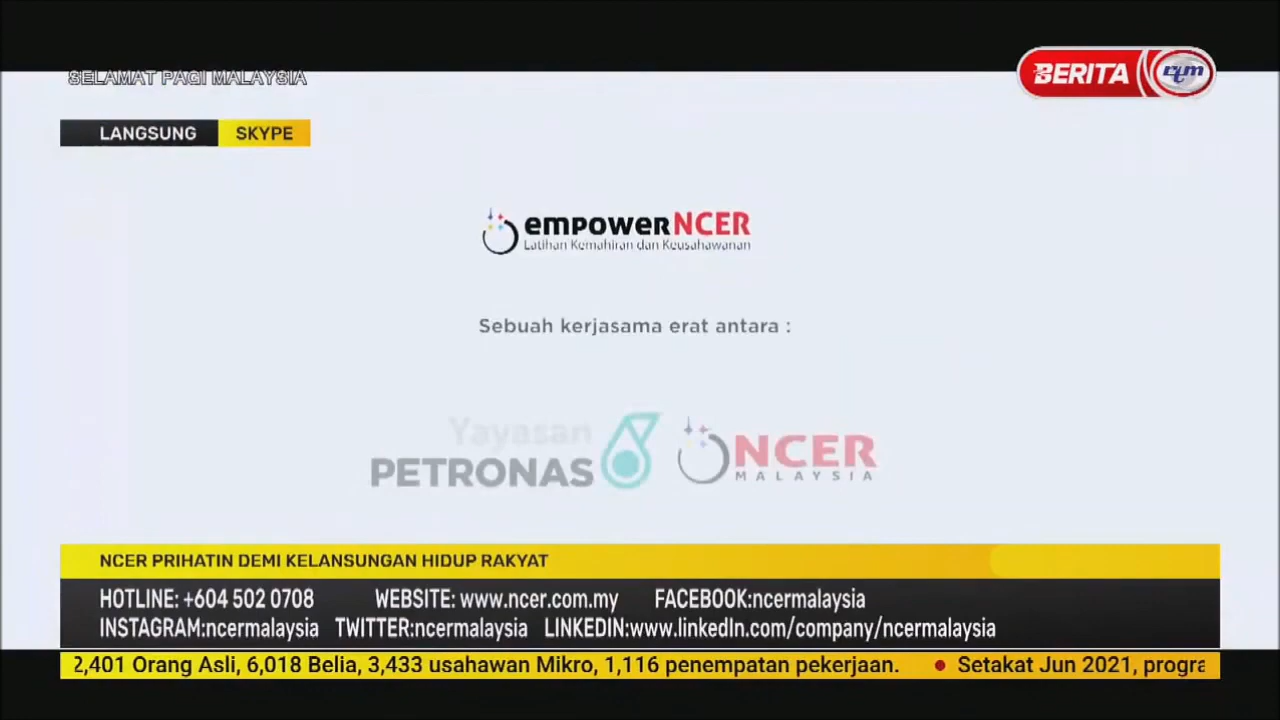 SELAMAT PAGI MALAYSIA
BERITA rtm
LANGSUNG SKYPE
empowerNCER
Latihan Kemahiran dan Keusahawanan
Sebuah kerjasama erat antara :
Yayasan
PETRONAS
NCER
MALAYSIA
NCER PRIHATIN DEMI KELANSUNGAN HIDUP RAKYAT
HOTLINE: +604 502 0708 WEBSITE: www.ncer.com.my FACEBOOK:ncermalaysia
INSTAGRAM:ncermalaysia TWITTER:ncermalaysia LINKEDIN:www.linkedln.com/company/ncermalaysia
2,401 Orang Asli, 6,018 Belia, 3,433 usahawan Mikro, 1,116 penempatan pekerjaan. • Setakat Jun 2021, progra